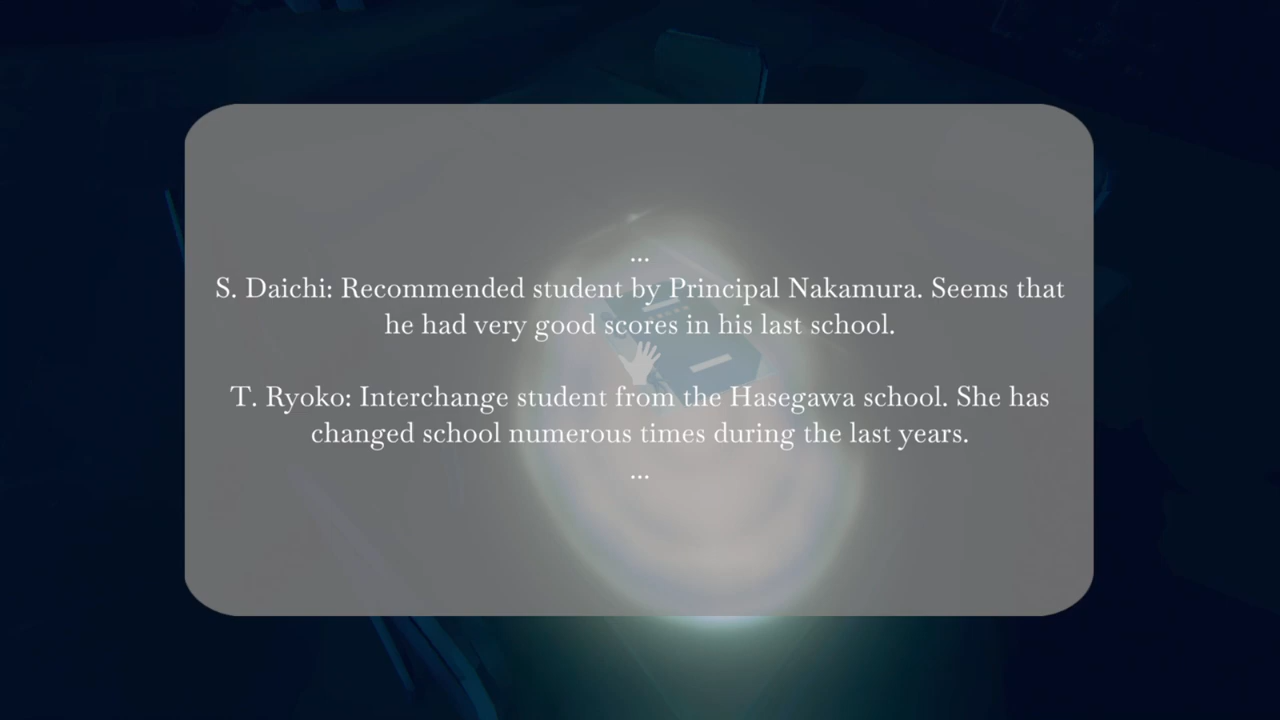 ...
S. Daichi: Recommended student by Principal Nakamura. Seems that
he had very good scores in his last school.
T. Ryoko: Interchange student from the Hasegawa school. She has
changed school numerous times during the last years.
...